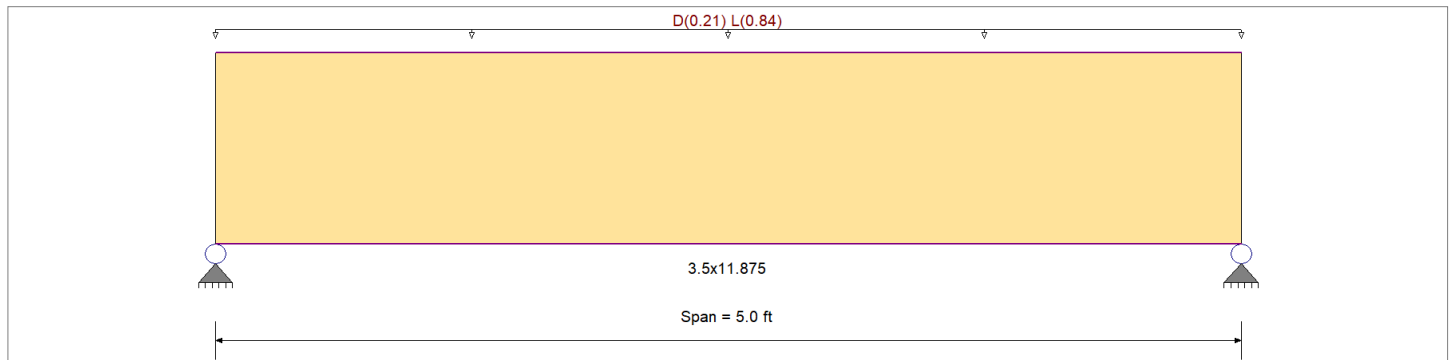 D(0.21) L(0.84)
3.5x11.875
Span = 5.0 ft